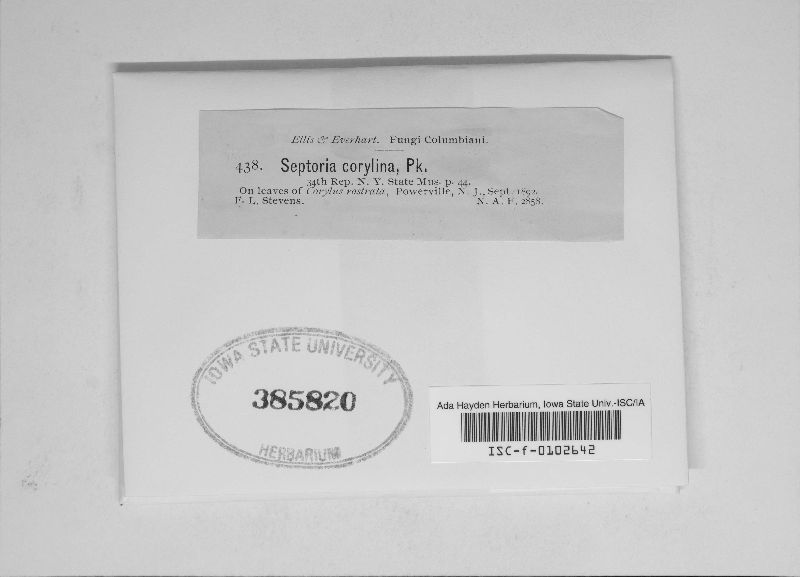 Ellis & Everhart. Fungi Columbiani.
438. Septoria corylina, Pk.
34th Rep. N. Y. State Mus. p. 44.
On leaves of Corylus rostrata, Powerville, N. J., Sept. 1892.
F. L. Stevens. N. A. F. 2858.
IOWA STATE UNIVERSITY
385820
HERBARIUM
Ada Hayden Herbarium, Iowa State Univ.-ISC/IA
ISC-f-0102642